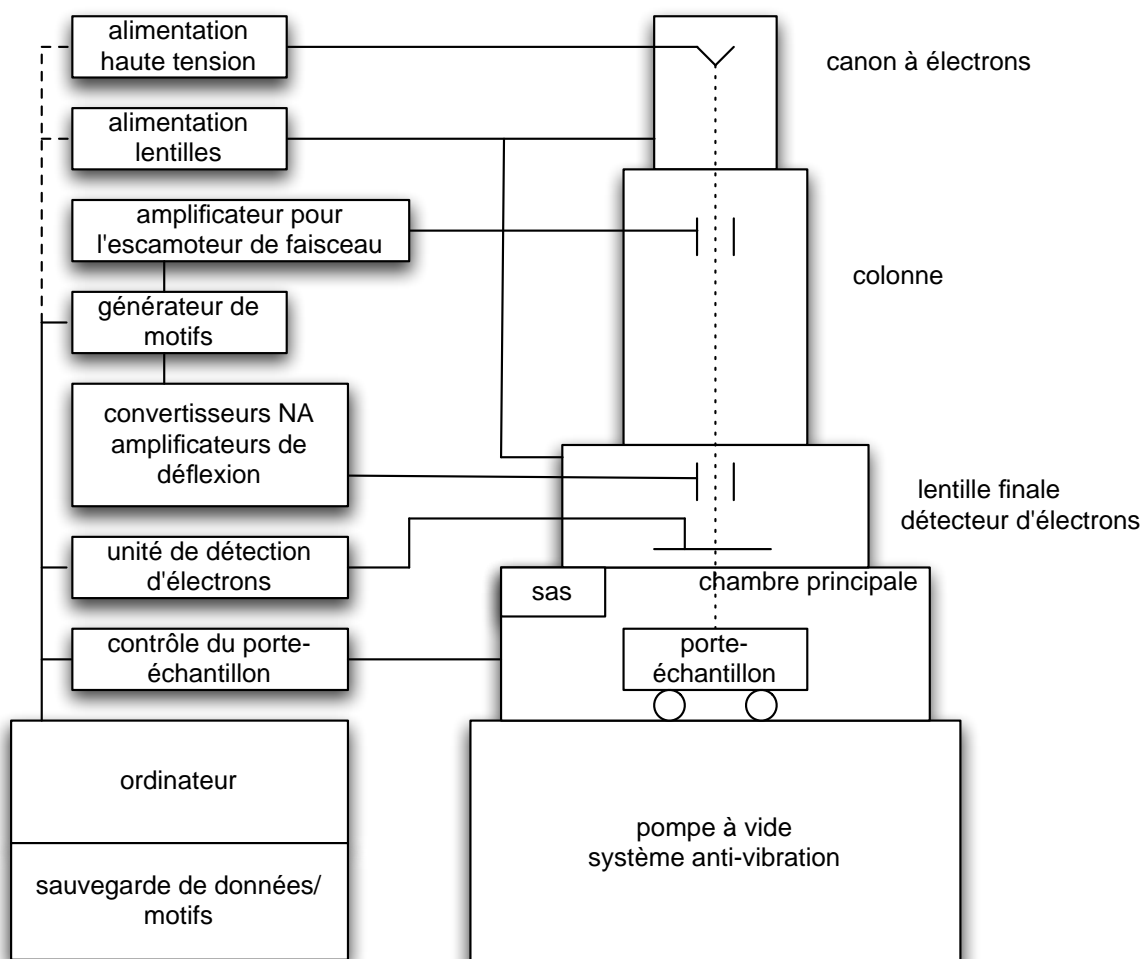 alimentation
haute tension
canon à électrons
alimentation
lentilles
amplificateur pour
l'escamoteur de faisceau
colonne
générateur de
motifs
convertisseurs NA
amplificateurs de
déflexion
lentille finale
détecteur d'électrons
unité de détection
d'électrons
sas
chambre principale
contrôle du porte-
échantillon
porte-
échantillon
ordinateur
pompe à vide
système anti-vibration
sauvegarde de données/
motifs